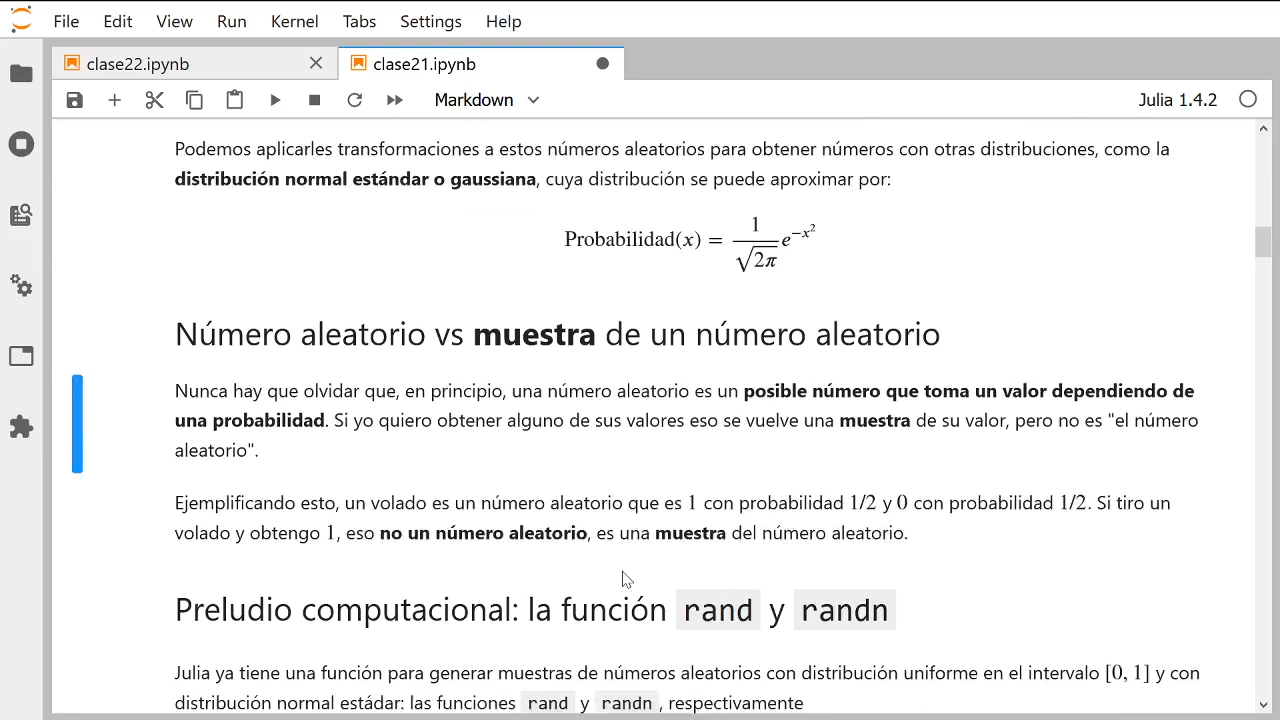 File Edit View Run Kernel Tabs Settings Help
clase22.ipynb clase21.ipynb
Markdown Julia 1.4.2
Podemos aplicarles transformaciones a estos números aleatorios para obtener números con otras distribuciones, como la
distribución normal estándar o gaussiana, cuya distribución se puede aproximar por:
Probabilidad(x) = 1/√2π e^−x²
Número aleatorio vs muestra de un número aleatorio
Nunca hay que olvidar que, en principio, una número aleatorio es un posible número que toma un valor dependiendo de
una probabilidad. Si yo quiero obtener alguno de sus valores eso se vuelve una muestra de su valor, pero no es "el número
aleatorio".
Ejemplificando esto, un volado es un número aleatorio que es 1 con probabilidad 1/2 y 0 con probabilidad 1/2. Si tiro un
volado y obtengo 1, eso no un número aleatorio, es una muestra del número aleatorio.
Preludio computacional: la función rand y randn
Julia ya tiene una función para generar muestras de números aleatorios con distribución uniforme en el intervalo [0, 1] y con
distribución normal estádar: las funciones rand y randn , respectivamente